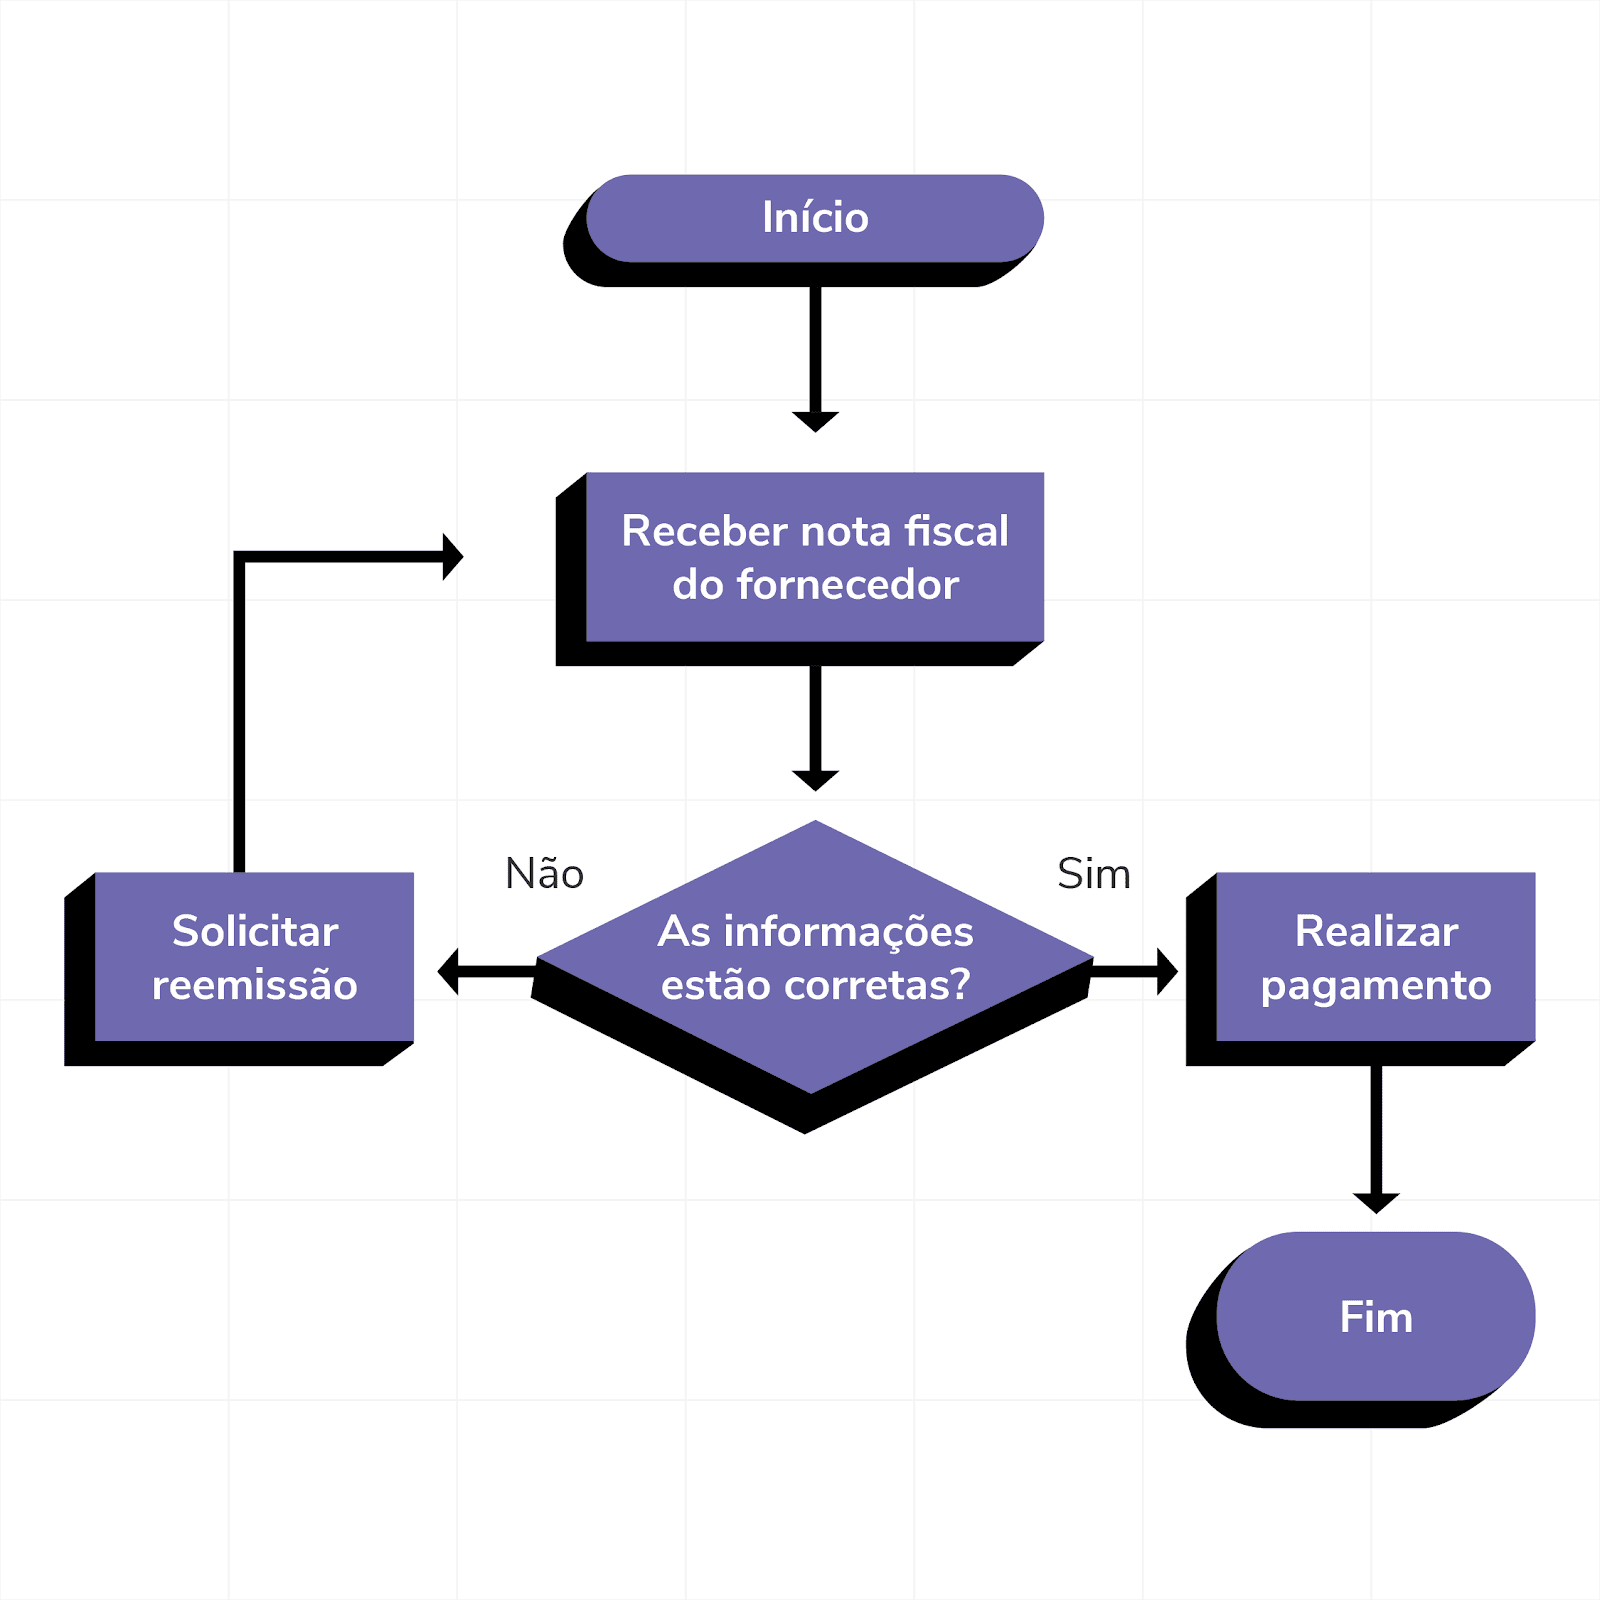 Início
Receber nota fiscal
do fornecedor
Não
Sim
Solicitar
reemissão
As informações
estão corretas?
Realizar
pagamento
Fim